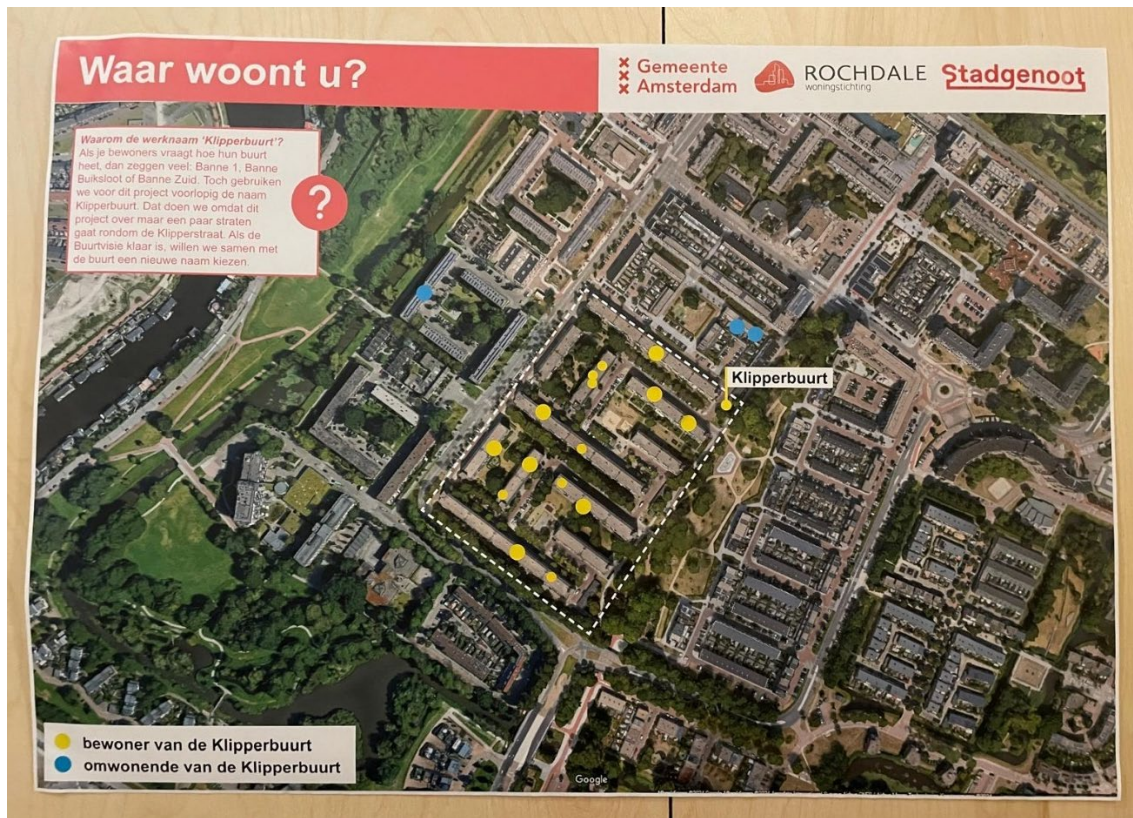 Waar woont u?
Gemeente
Amsterdam
ROCHDALE
woningstichting
Stadgenoot
Waarom de werknaam ‘Klipperbuurt’?
Als je bewoners vraagt hoe hun buurt
heet, dan zeggen veel: Banne 1, Banne
Buiksloot of Banne Zuid. Toch gebruiken
we voor dit project voorlopig de naam
Klipperbuurt. Dat doen we omdat dit
project over maar een paar straten
gaat rondom de Klipperstraat. Als de
Buurtvisie klaar is, willen we samen met
de buurt een nieuwe naam kiezen.
?
Klipperbuurt
bewoner van de Klipperbuurt
omwonende van de Klipperbuurt
Google